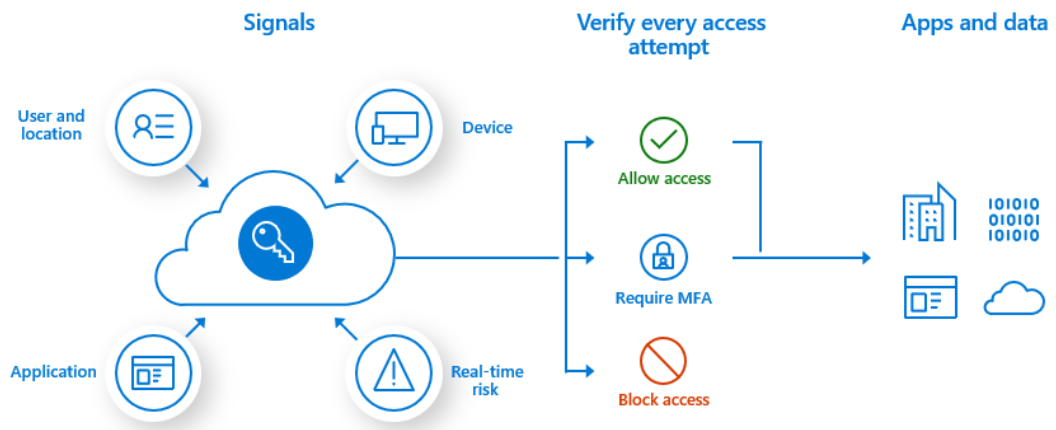 Signals
Verify every access
attempt
Apps and data
User and
location
Device
Allow access
101010
010101
101010
Require MFA
Application
Real-time
risk
Block access